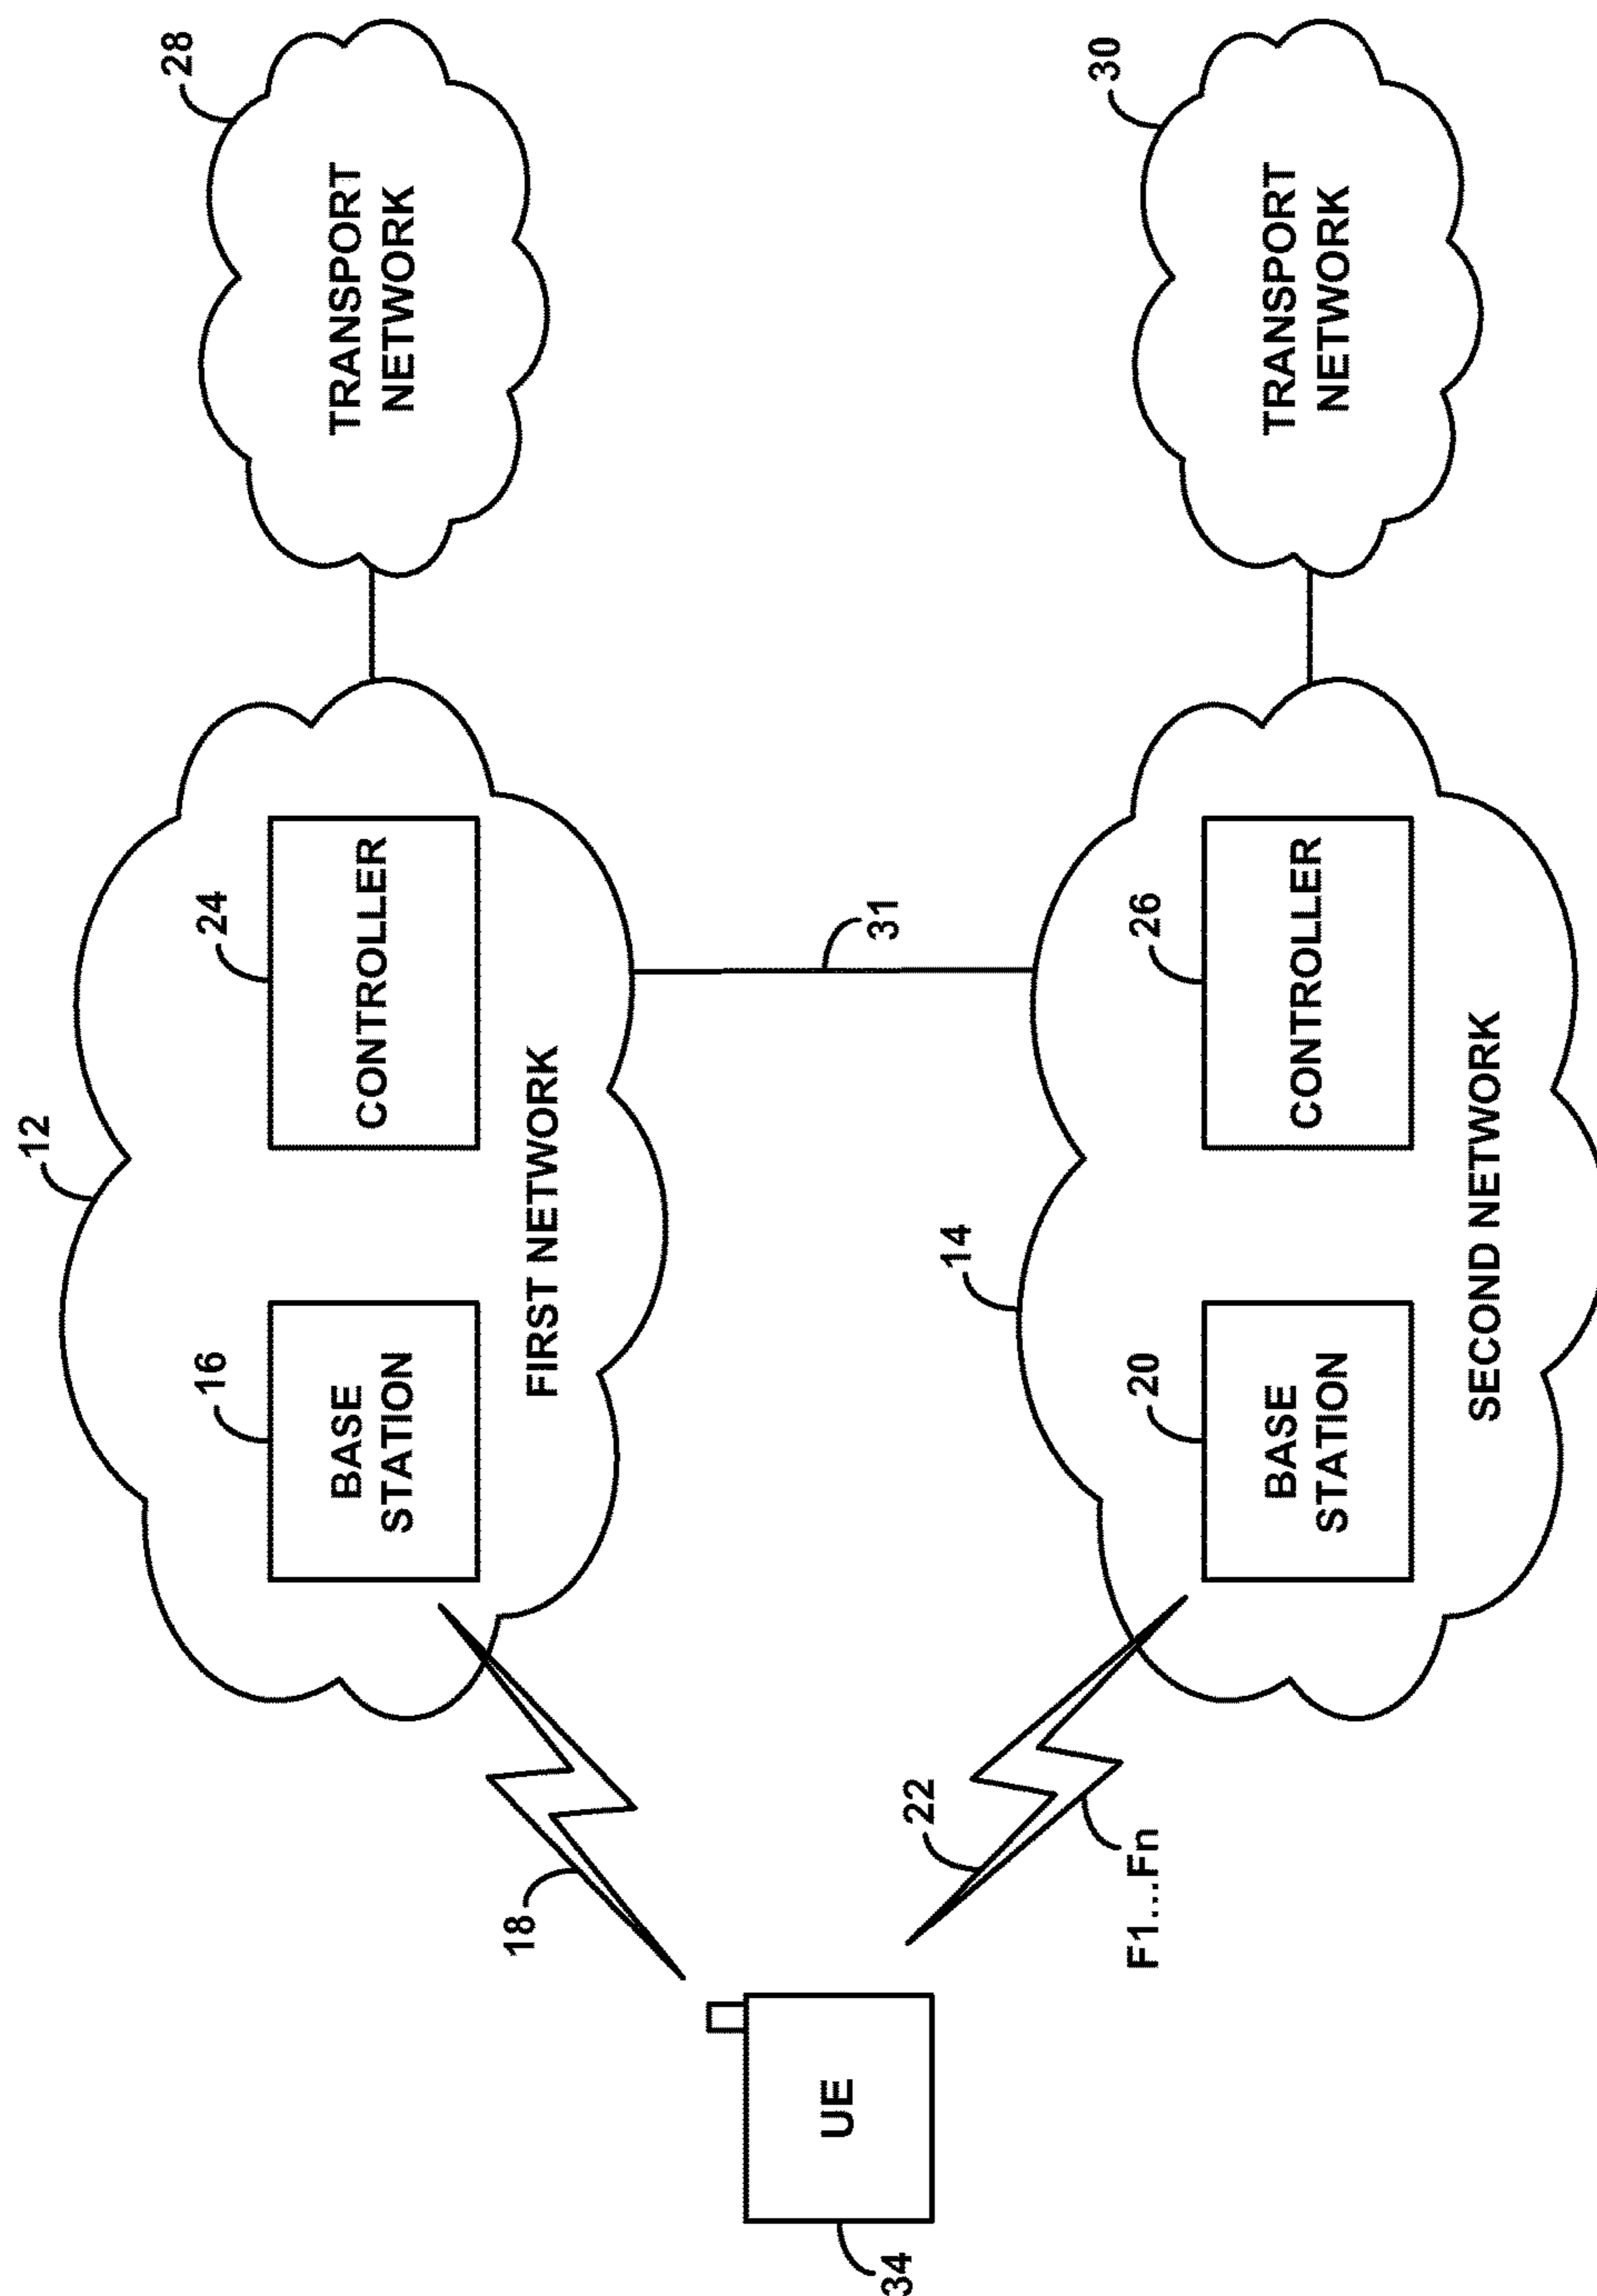 12
24
28
16
BASE
STATION
CONTROLLER
TRANSPORT
NETWORK
FIRST NETWORK
18
31
34
UE
22
F1...Fn
14
20
26
30
BASE
STATION
CONTROLLER
TRANSPORT
NETWORK
SECOND NETWORK